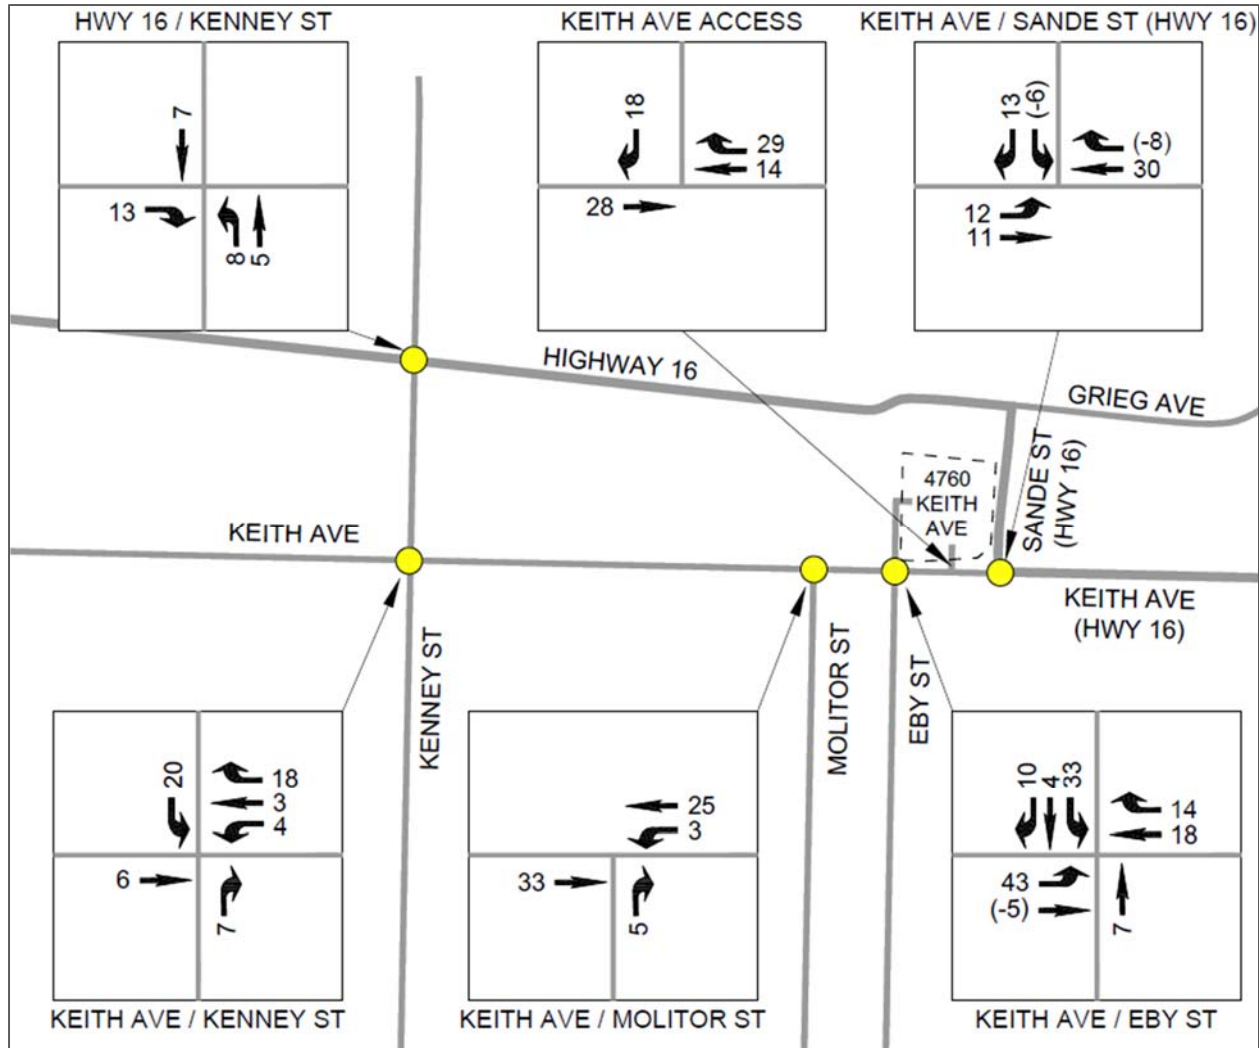 HWY 16 / KENNEY ST
7
13
8
5
KEITH AVE ACCESS
18
29
14
28
KEITH AVE / SANDE ST (HWY 16)
13
(-6)
(-8)
30
12
11
HIGHWAY 16
GRIEG AVE
SANDE ST
(HWY 16)
4760
KEITH
AVE
KEITH AVE
KEITH AVE
(HWY 16)
KENNEY ST
MOLITOR ST
EBY ST
20
18
3
4
6
7
KEITH AVE / KENNEY ST
25
3
33
5
KEITH AVE / MOLITOR ST
10
4
33
14
18
43
(-5)
7
KEITH AVE / EBY ST